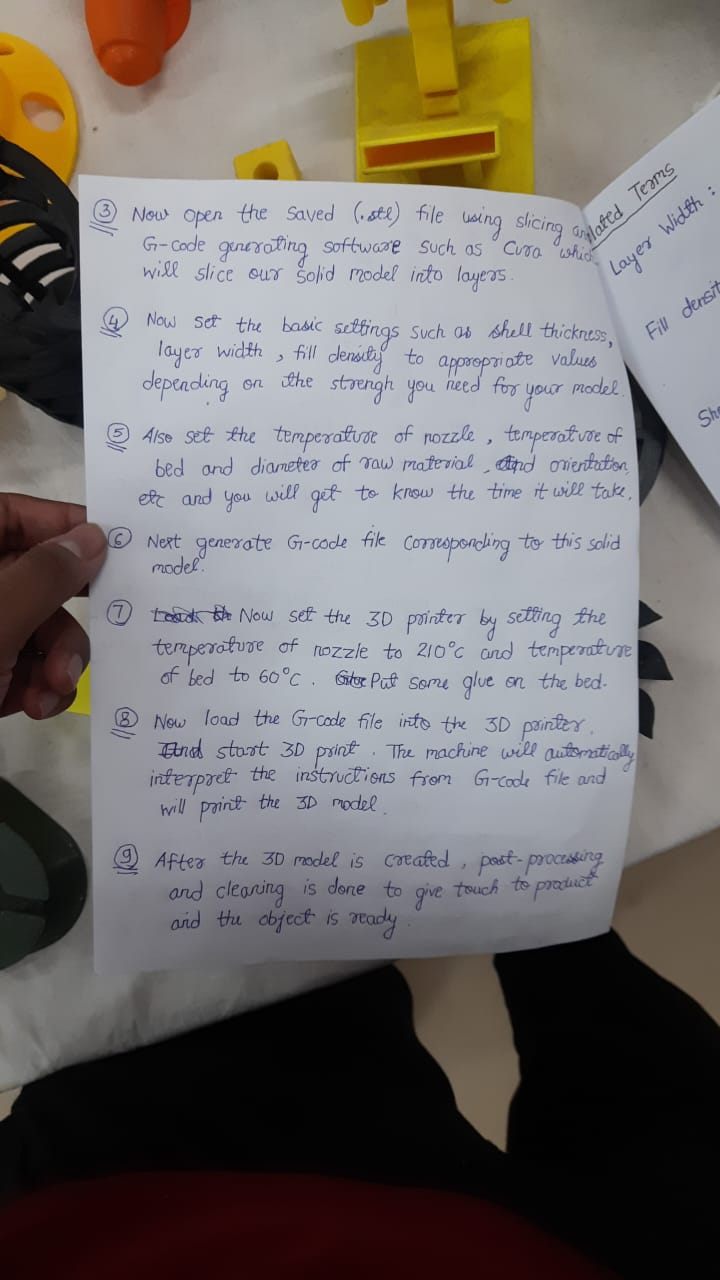 ③ Now open the saved (.stl) file using slicing and
G-code generating software such as Cura which
will slice our solid model into layers.
④ Now set the basic settings such as shell thickness,
layer width, fill density to appropriate values
depending on the strengh you need for your model.
⑤ Also set the temperature of nozzle, temperature of
bed and diameter of raw material, and orientation,
etc and you will get to know the time it will take.
⑥ Next generate G-code file corresponding to this solid
model.
⑦ Now set the 3D printer by setting the
temperature of nozzle to 210°C and temperature
of bed to 60°C. Put some glue on the bed.
⑧ Now load the G-code file into the 3D printer.
And start 3D print. The machine will automatically
interpret the instructions from G-code file and
will print the 3D model.
⑨ After the 3D model is created, post-processing
and cleaning is done to give touch to product
and the object is ready.
Terms
Layer Width:
Fill